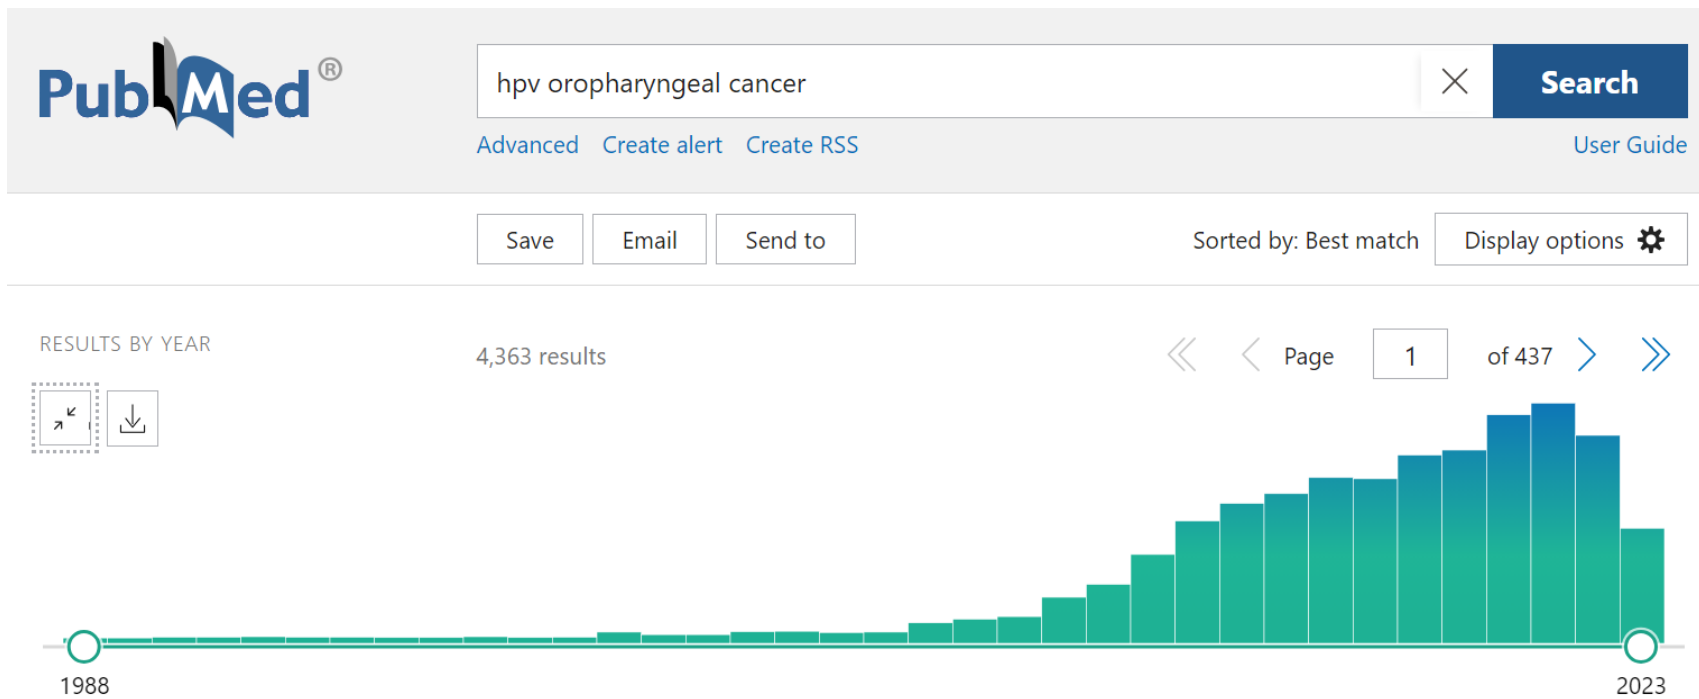 PubMed®
hpv oropharyngeal cancer
Search
Advanced Create alert Create RSS
User Guide
Save Email Send to
Sorted by: Best match
Display options
RESULTS BY YEAR
4,363 results
Page 1 of 437
1988
2023